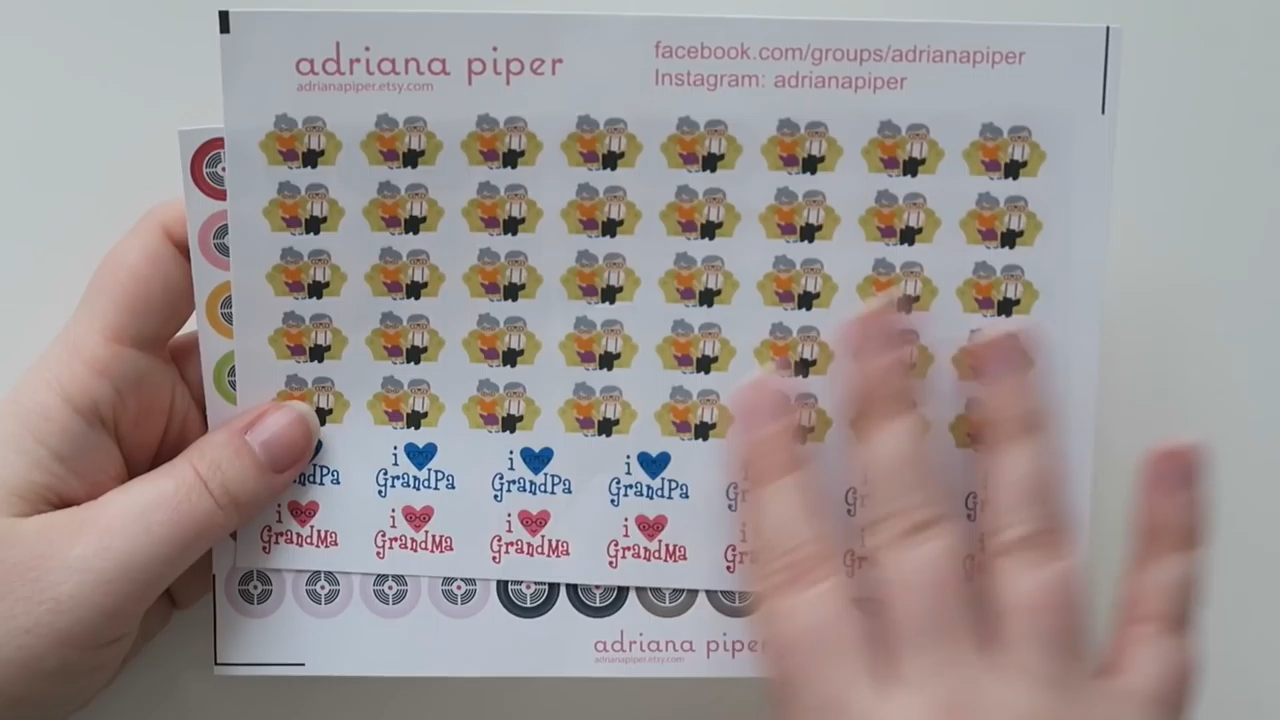 adriana piper
adrianapiper.etsy.com
facebook.com/groups/adrianapiper
Instagram: adrianapiper
i
GrandPa
i
GrandPa
i
GrandPa
i
GrandMa
i
GrandMa
i
GrandMa
i
GrandMa
adriana piper
adrianapiper.etsy.com